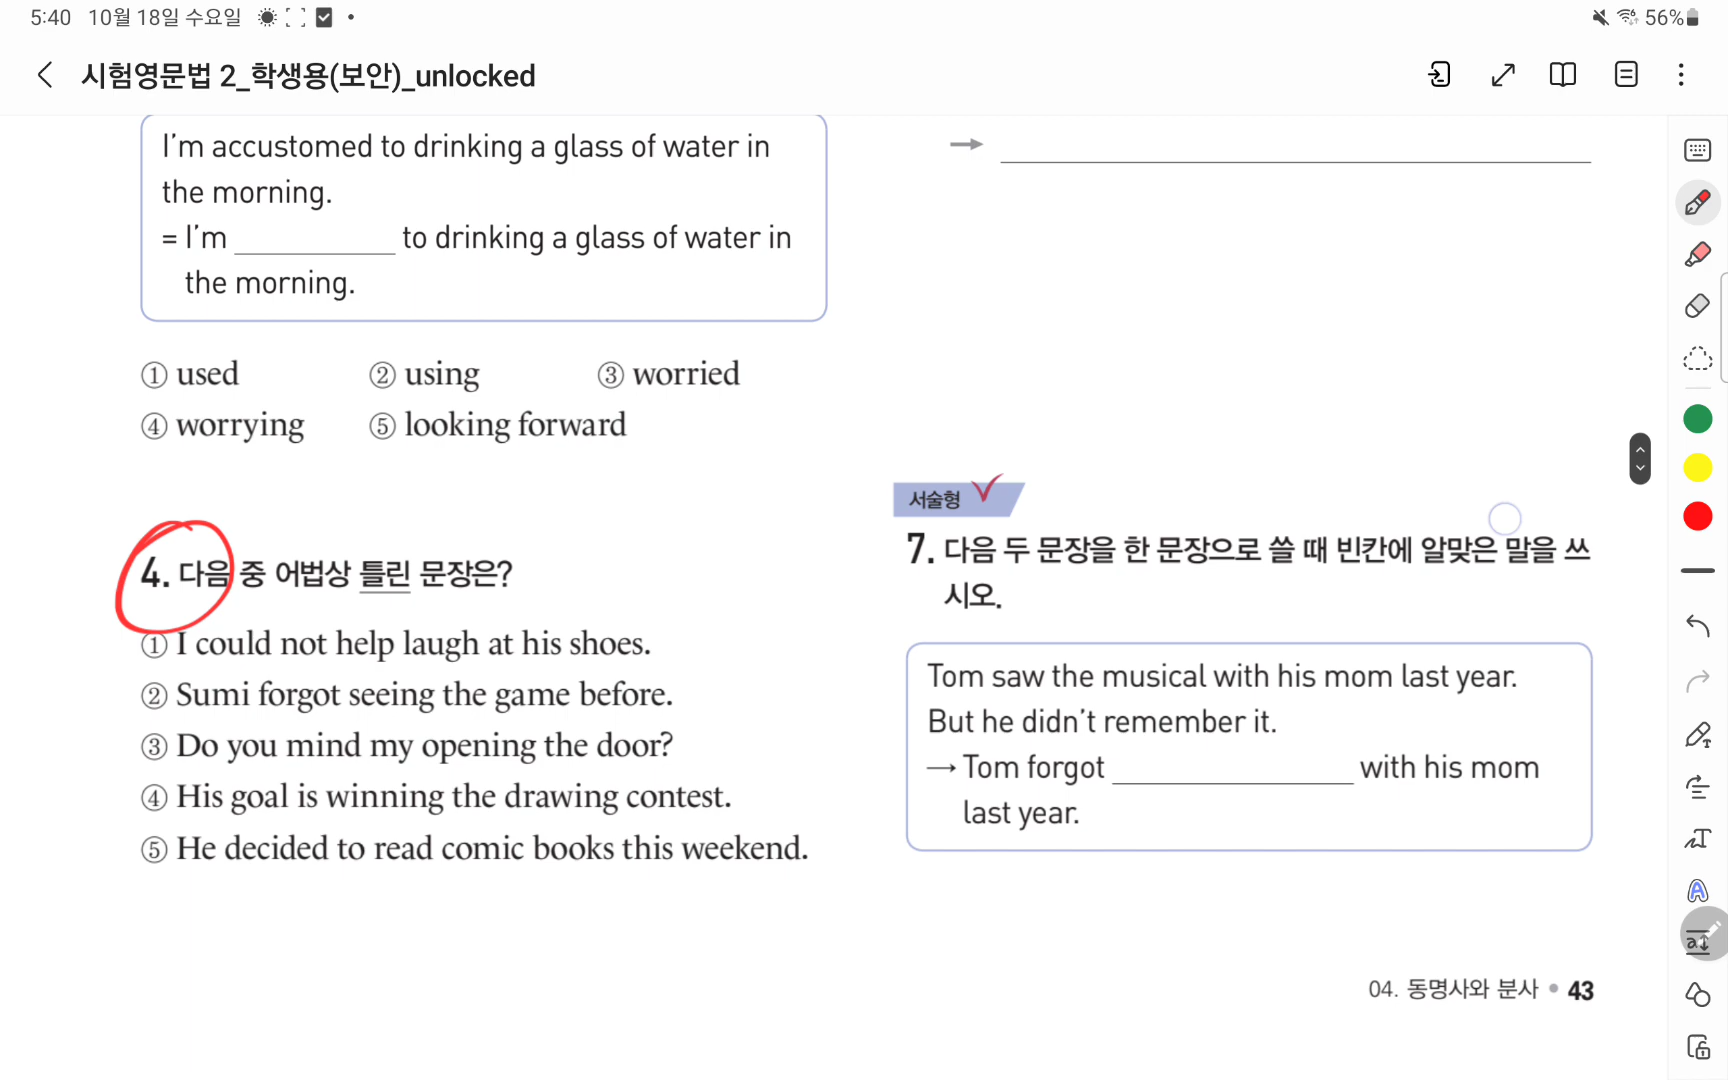 5:40 10월 18일 수요일
56%
시험영문법 2_학생용(보안)_unlocked
I'm accustomed to drinking a glass of water in
the morning.
= I'm __________ to drinking a glass of water in
the morning.
① used ② using ③ worried
④ worrying ⑤ looking forward
4. 다음 중 어법상 틀린 문장은?
① I could not help laugh at his shoes.
② Sumi forgot seeing the game before.
③ Do you mind my opening the door?
④ His goal is winning the drawing contest.
⑤ He decided to read comic books this weekend.
→ ____________________
서술형
7. 다음 두 문장을 한 문장으로 쓸 때 빈칸에 알맞은 말을 쓰
시오.
Tom saw the musical with his mom last year.
But he didn't remember it.
→ Tom forgot _______________ with his mom
last year.
04. 동명사와 분사 • 43